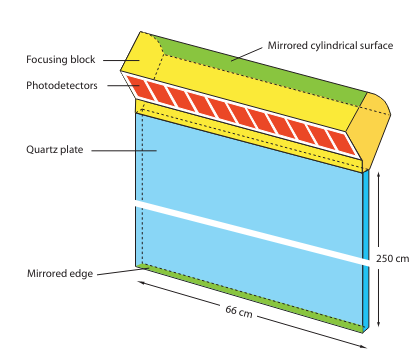 Mirrored cylindrical surface
Focusing block
Photodetectors
Quartz plate
250 cm
Mirrored edge
66 cm